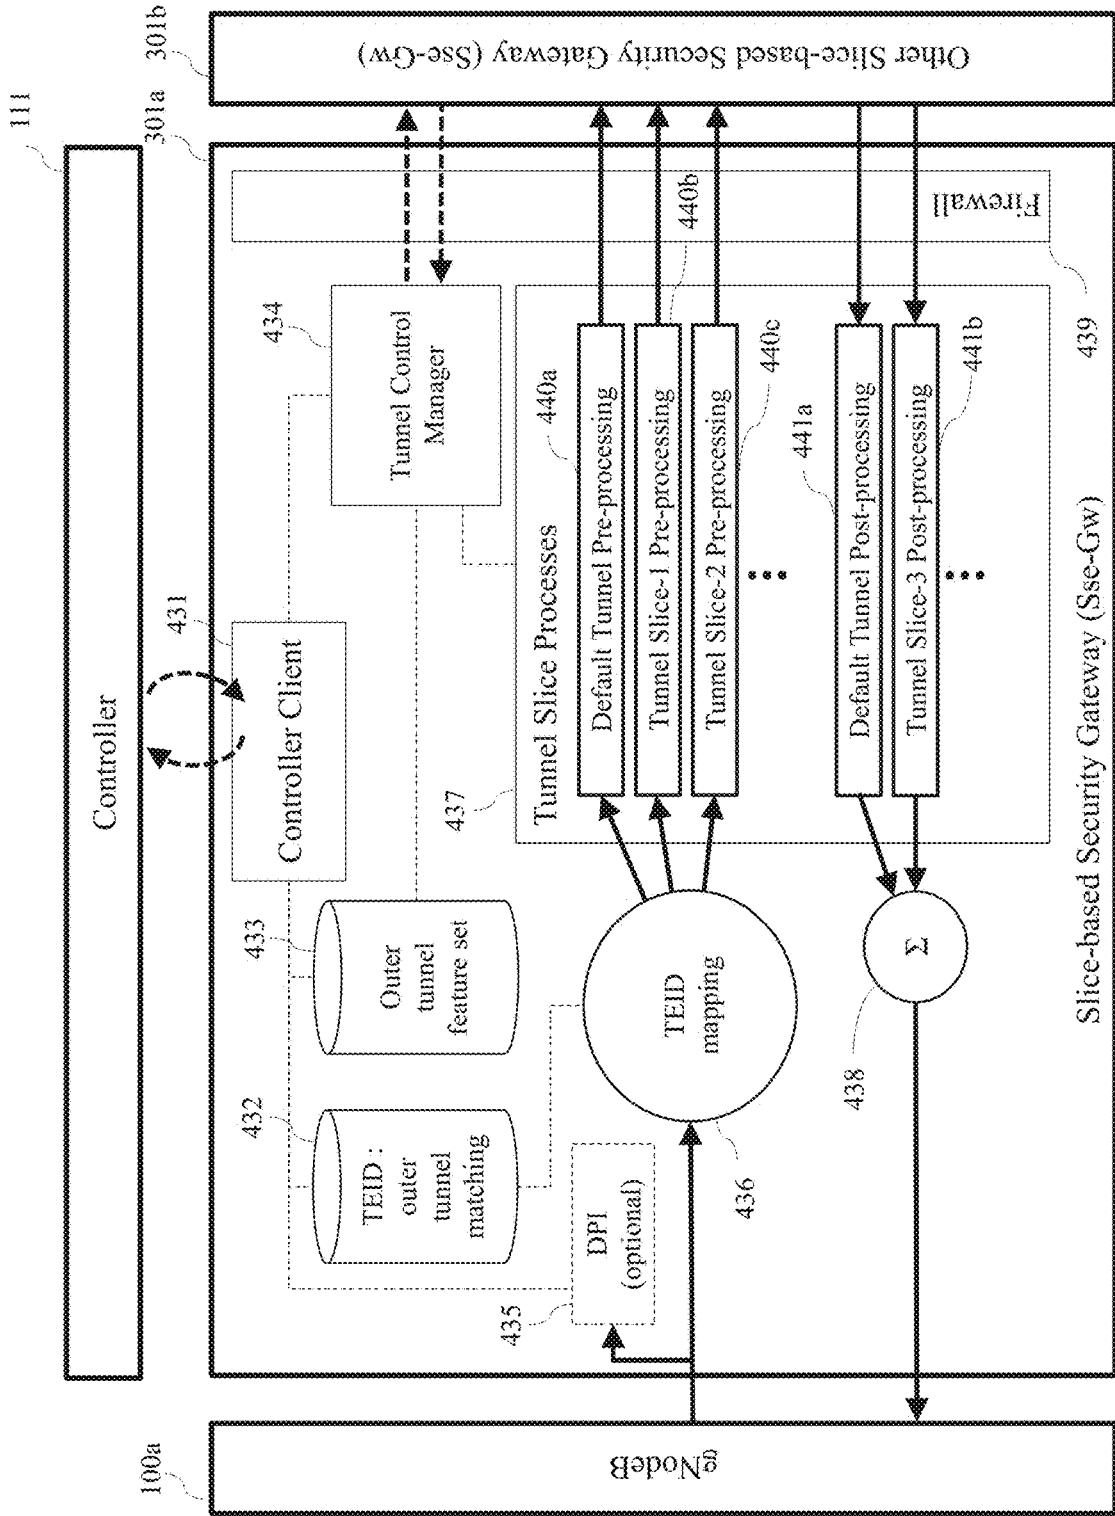 111
Controller
100a
gNodeB
301a
301b
Other Slice-based Security
Gateway (Sse-Gw)
431
Controller Client
432
TEID :
outer
tunnel
matching
433
Outer
tunnel
feature set
434
Tunnel Control
Manager
435
DPI
(optional)
436
TEID
mapping
437
Tunnel Slice Processes
440a
Default Tunnel Pre-processing
440b
Tunnel Slice-1 Pre-processing
440c
Tunnel Slice-2 Pre-processing
441a
Default Tunnel Post-processing
441b
Tunnel Slice-3 Post-processing
438
Σ
439
Firewall
Slice-based Security Gateway (Sse-Gw)